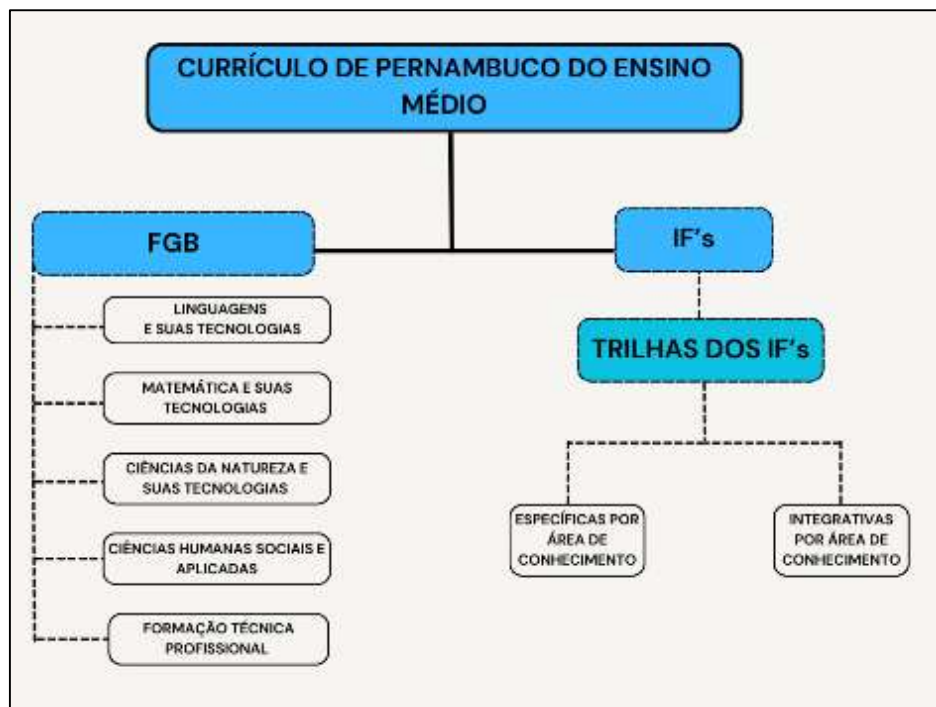 CURRÍCULO DE PERNAMBUCO DO ENSINO
MÉDIO
FGB
IF's
LINGUAGENS
E SUAS TECNOLOGIAS
MATEMÁTICA E SUAS
TECNOLOGIAS
CIÊNCIAS DA NATUREZA E
SUAS TECNOLOGIAS
CIÊNCIAS HUMANAS SOCIAIS E
APLICADAS
FORMAÇÃO TÉCNICA
PROFISSIONAL
TRILHAS DOS IF's
ESPECÍFICAS POR
ÁREA DE
CONHECIMENTO
INTEGRATIVAS
POR ÁREA DE
CONHECIMENTO